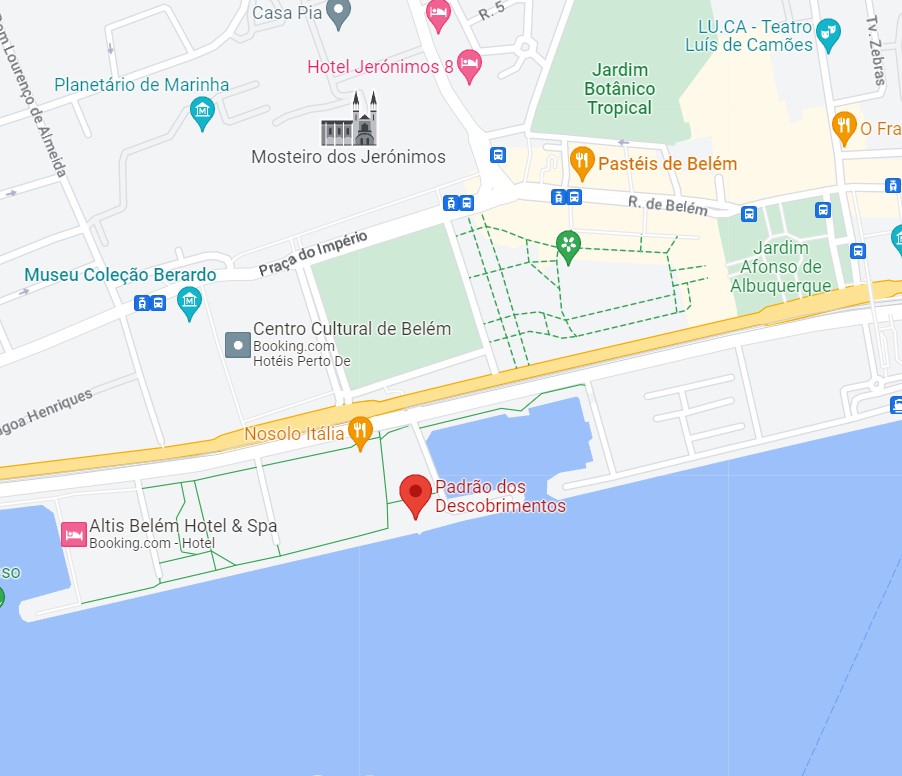 Casa Pia
R. 5
LU.CA - Teatro
Luís de Camões
Tv. Zebras
Dom Lourenço de Almeida
Planetário de Marinha
Hotel Jerónimos 8
Jardim
Botânico
Tropical
O Fra
Mosteiro dos Jerónimos
Pastéis de Belém
R. de Belém
Praça do Império
Jardim
Afonso de
Albuquerque
Museu Coleção Berardo
Centro Cultural de Belém
Booking.com
Hotéis Perto De
agoa Henriques
Nosolo Itália
Padrão dos
Descobrimentos
Altis Belém Hotel & Spa
Booking.com - Hotel
so